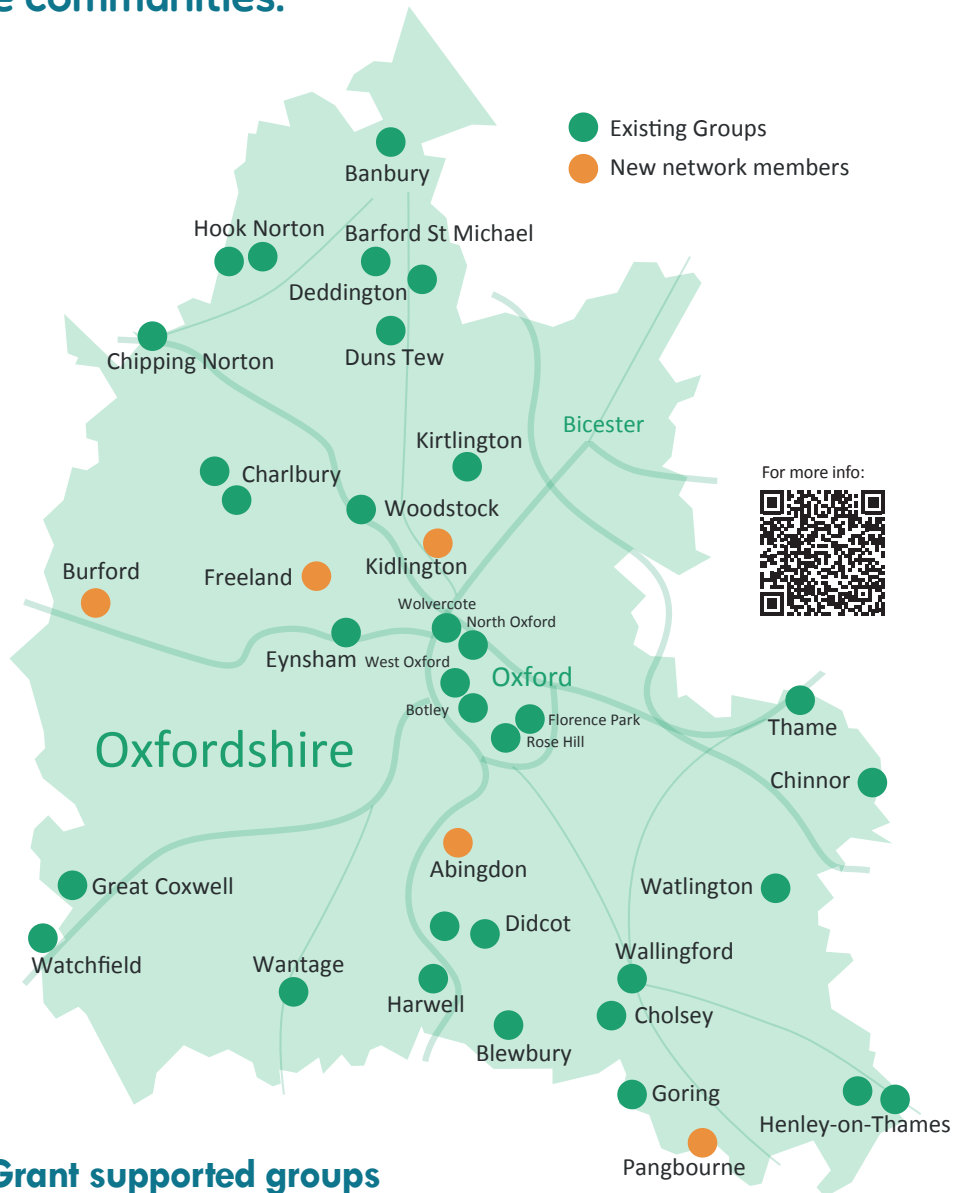 e communities.
Existing Groups
New network members
Banbury
Hook Norton
Barford St Michael
Deddington
Chipping Norton
Duns Tew
Bicester
Kirtlington
Charlbury
For more info:
Woodstock
Burford
Freeland
Kidlington
Wolvercote
North Oxford
Eynsham
West Oxford
Oxford
Botley
Florence Park
Rose Hill
Thame
Oxfordshire
Chinnor
Abingdon
Great Coxwell
Watlington
Didcot
Wallingford
Watchfield
Wantage
Harwell
Cholsey
Blewbury
Goring
Henley-on-Thames
Pangbourne
Grant supported groups